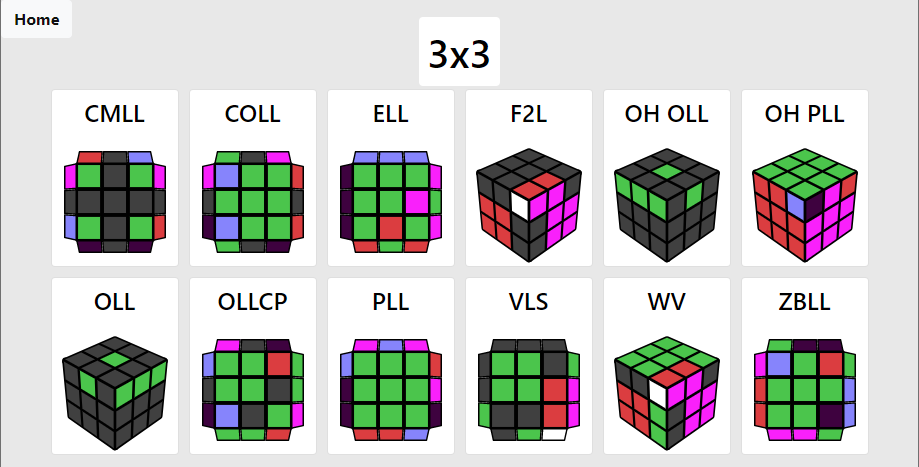 Home
3x3
CMLL
COLL
ELL
F2L
OH OLL
OH PLL
OLL
OLLCP
PLL
VLS
WV
ZBLL